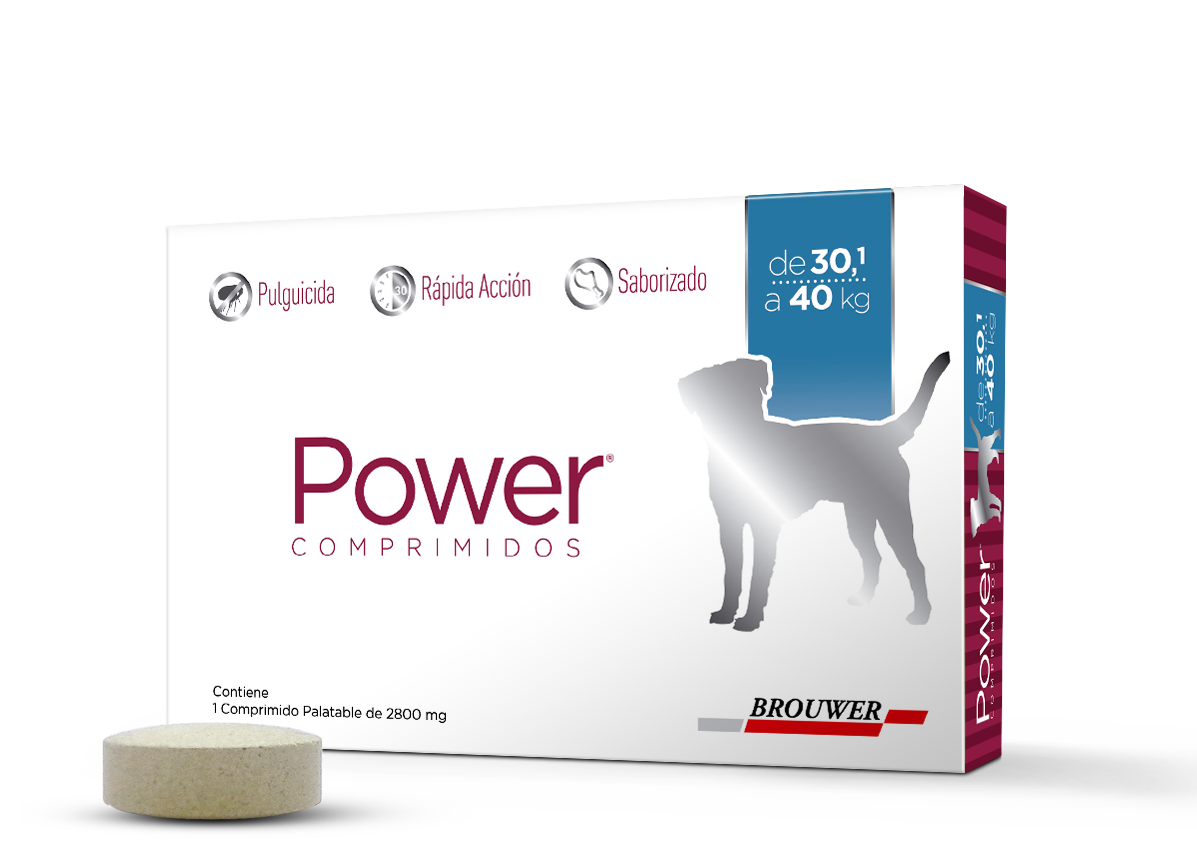 Pulguicida
30
Rápida Acción
Saborizado
de 30,1
a 40 kg
Power®
COMPRIMIDOS
Contiene
1 Comprimido Palatable de 2800 mg
BROUWER
de 30,1
a 40 kg
Power
COMPRIMIDOS